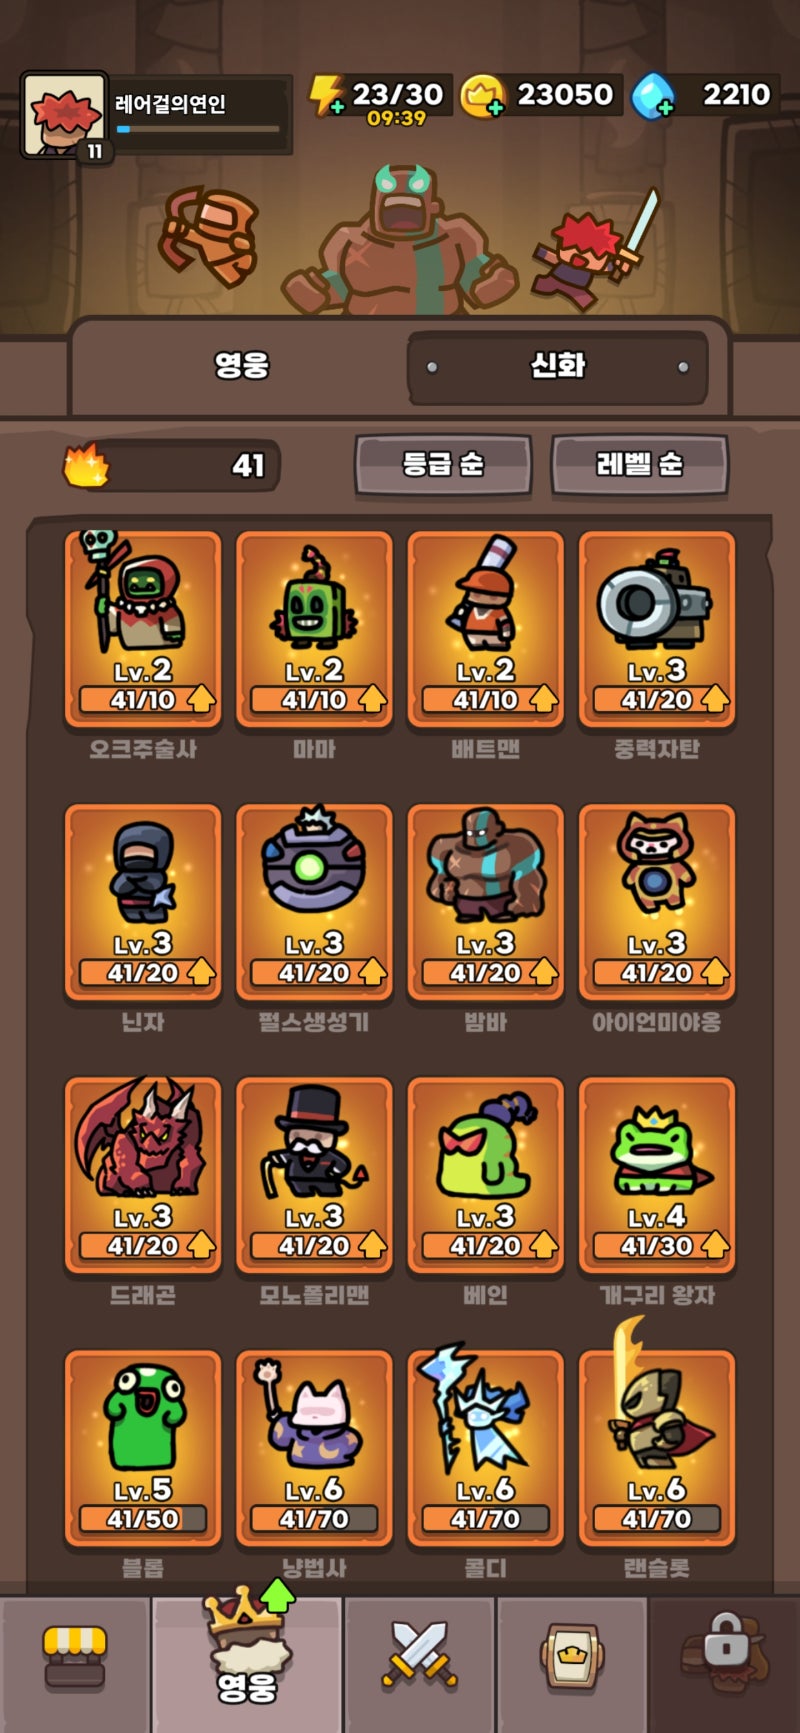 레어걸의연인
11
23/30
09:39
23050
2210
영웅
신화
41
등급 순
레벨 순
Lv.2
41/10
오크주술사
Lv.2
41/10
마마
Lv.2
41/10
배트맨
Lv.3
41/20
중력자탄
Lv.3
41/20
닌자
Lv.3
41/20
펄스생성기
Lv.3
41/20
밤바
Lv.3
41/20
아이언미야옹
Lv.3
41/20
드래곤
Lv.3
41/20
모노폴리맨
Lv.3
41/20
베인
Lv.4
41/30
개구리 왕자
Lv.5
41/50
블롭
Lv.6
41/70
냥법사
Lv.6
41/70
콜디
Lv.6
41/70
랜슬롯
영웅